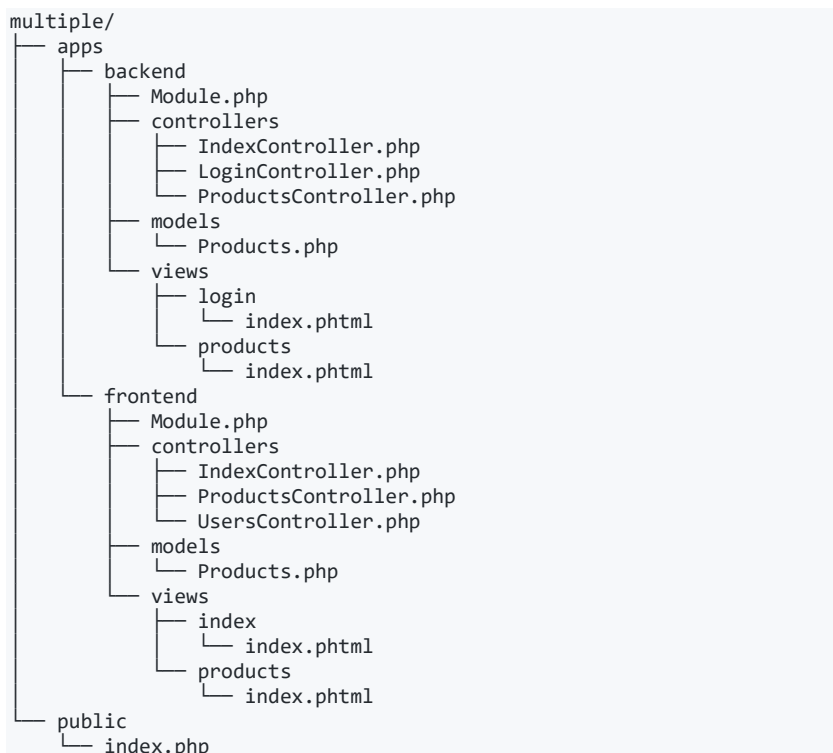 multiple/
├── apps
│   ├── backend
│   │   ├── Module.php
│   │   ├── controllers
│   │   │   ├── IndexController.php
│   │   │   ├── LoginController.php
│   │   │   └── ProductsController.php
│   │   ├── models
│   │   │   └── Products.php
│   │   └── views
│   │       ├── login
│   │       │   └── index.phtml
│   │       └── products
│   │           └── index.phtml
│   └── frontend
│       ├── Module.php
│       ├── controllers
│       │   ├── IndexController.php
│       │   ├── ProductsController.php
│       │   └── UsersController.php
│       ├── models
│       │   └── Products.php
│       └── views
│           ├── index
│           │   └── index.phtml
│           └── products
│               └── index.phtml
└── public
    └── index.php